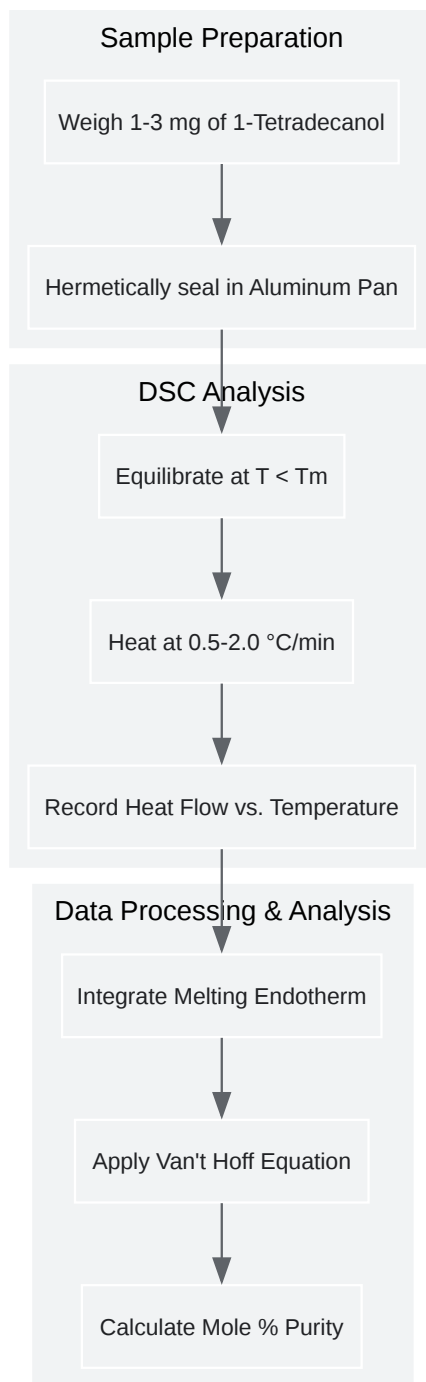 Sample Preparation
Weigh 1-3 mg of 1-Tetradecanol
Hermetically seal in Aluminum Pan
DSC Analysis
Equilibrate at T < Tm
Heat at 0.5-2.0 °C/min
Record Heat Flow vs. Temperature
Data Processing & Analysis
Integrate Melting Endotherm
Apply Van't Hoff Equation
Calculate Mole % Purity